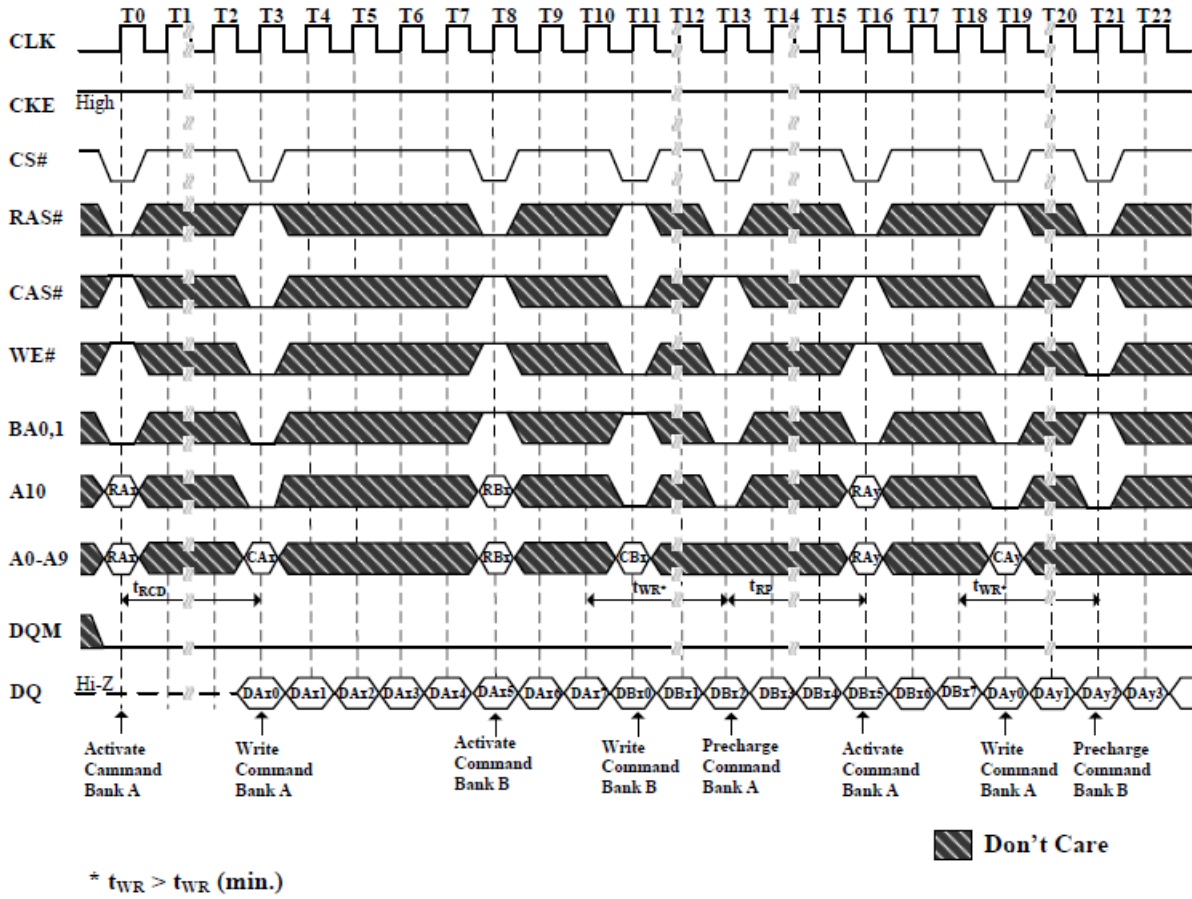 T0 T1 T2 T3 T4 T5 T6 T7 T8 T9 T10 T11 T12 T13 T14 T15 T16 T17 T18 T19 T20 T21 T22
CLK
CKE High
CS#
RAS#
CAS#
WE#
BA0,1
A10 RAx RBx RAy
A0-A9 RAx CAx RBx CBx RAy CAy
tRCD tWR* tRP tWR*
DQM
DQ Hi-Z DAx0 DAx1 DAx2 DAx3 DAx4 DAx5 DAx6 DAx7 DBx0 DBx1 DBx2 DBx3 DBx4 DBx5 DBx6 DBx7 DAy0 DAy1 DAy2 DAy3
Activate
Cammand
Bank A
Write
Command
Bank A
Activate
Command
Bank B
Write
Command
Bank B
Precharge
Command
Bank A
Activate
Command
Bank A
Write
Command
Bank A
Precharge
Command
Bank B
Don't Care
* tWR > tWR (min.)